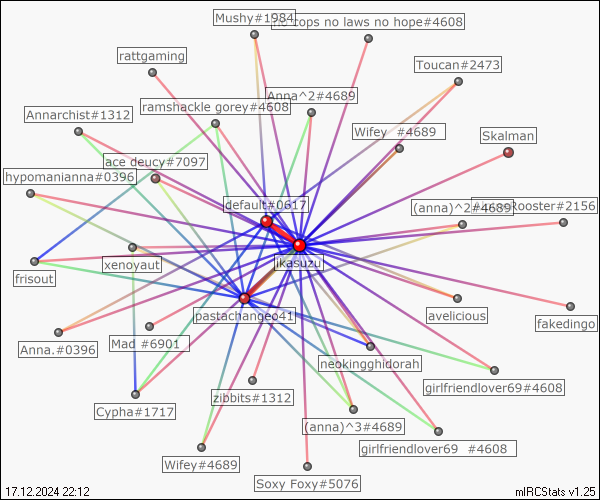 Mushy#1984
no cops no laws no hope#4608
rattgaming
Toucan#2473
Anna^2#4689
ramshackle gorey#4608
Annarchist#1312
Wifey #4689
Skalman
ace deucy#7097
hypomanianna#0396
default#0617
(anna)^2#4689
Rooster#2156
jikasuzu
xenoyaut
frisout
pastachangeo41
avelicious
fakedingo
Mad #6901
Anna.#0396
neokingghidorah
girlfriendlover69#4608
zibbits#1312
Cypha#1717
(anna)^3#4689
girlfriendlover69 #4608
Wifey#4689
Soxy Foxy#5076
17.12.2024 22:12
mIRCStats v1.25